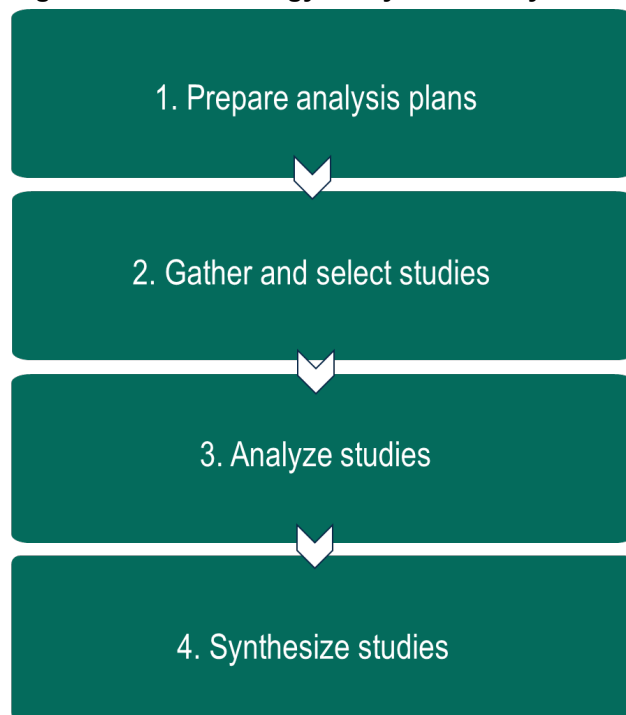 1. Prepare analysis plans
2. Gather and select studies
3. Analyze studies
4. Synthesize studies